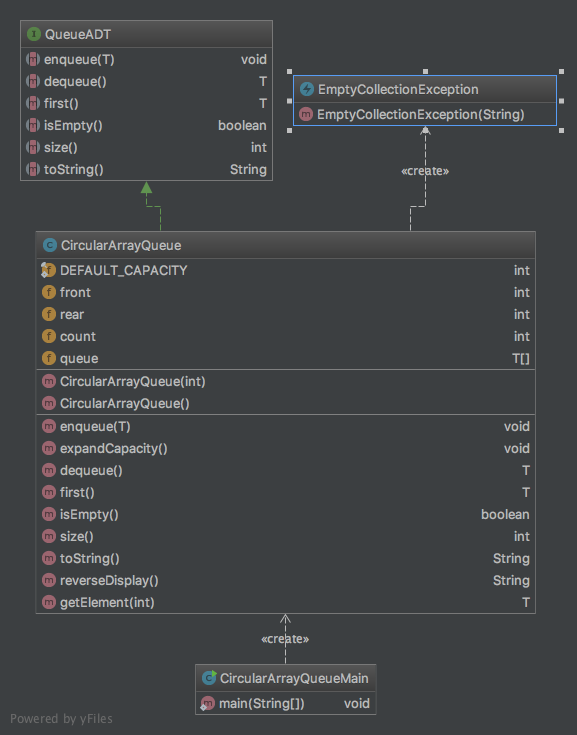 QueueADT
enqueue(T) void
dequeue() T
first() T
isEmpty() boolean
size() int
toString() String
EmptyCollectionException
EmptyCollectionException(String)
«create»
CircularArrayQueue
DEFAULT_CAPACITY int
front int
rear int
count int
queue T[]
CircularArrayQueue(int)
CircularArrayQueue()
enqueue(T) void
expandCapacity() void
dequeue() T
first() T
isEmpty() boolean
size() int
toString() String
reverseDisplay() String
getElement(int) T
«create»
CircularArrayQueueMain
main(String[]) void
Powered by yFiles